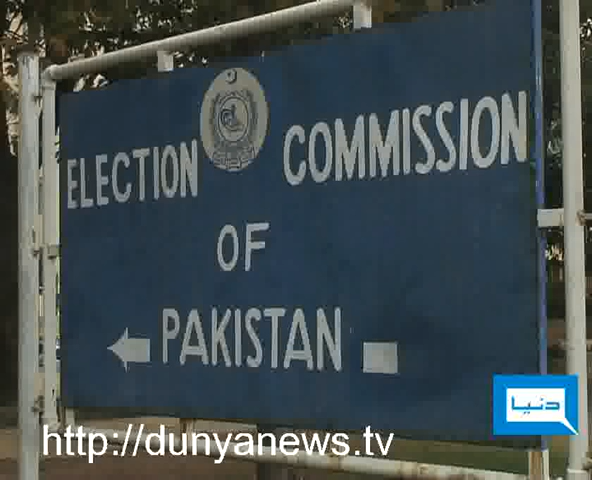 ELECTION COMMISSION
OF
PAKISTAN
دنیا
http://dunyanews.tv